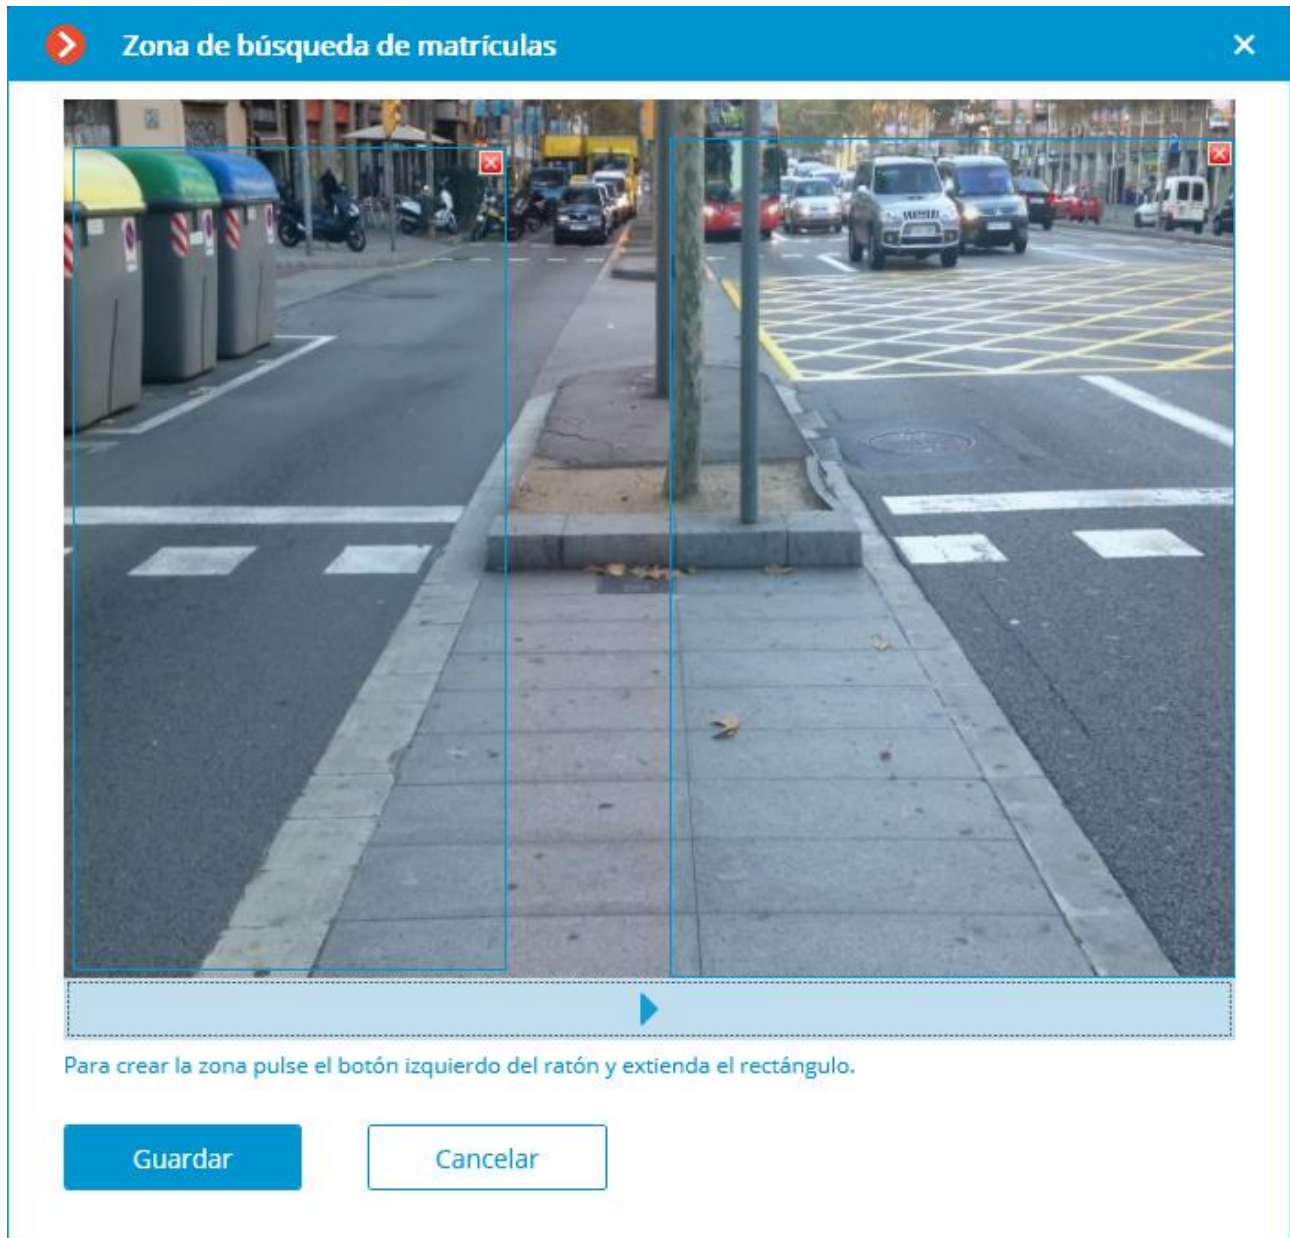 Zona de búsqueda de matrículas
Para crear la zona pulse el botón izquierdo del ratón y extienda el rectángulo.
Guardar
Cancelar